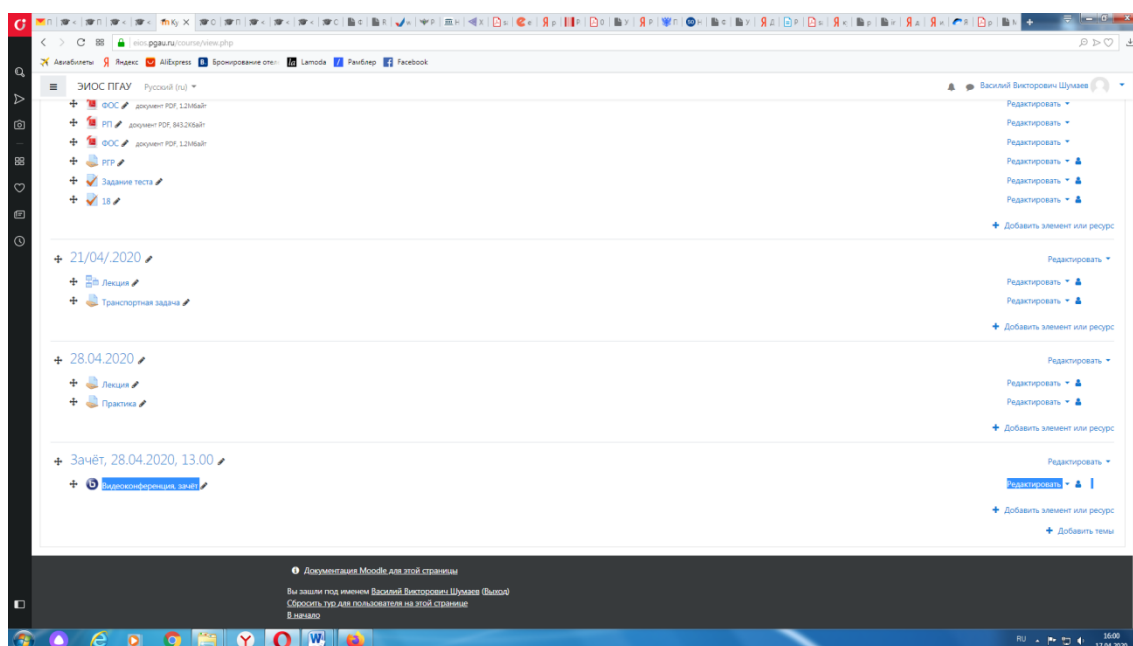 eios.pgau.ru/course/view.php
Авиабилеты Яндекс AliExpress Бронирование отел Lamoda Рамблер Facebook
ЭИОС ПГАУ Русский (ru) Василий Викторович Шумаев
ФОС документ PDF, 1.2Мбайт Редактировать
РП документ PDF, 843.2Кбайт Редактировать
ФОС документ PDF, 1.2Мбайт Редактировать
РГР Редактировать
Задание теста Редактировать
18 Редактировать
Добавить элемент или ресурс
21/04/.2020 Редактировать
Лекция Редактировать
Транспортная задача Редактировать
Добавить элемент или ресурс
28.04.2020 Редактировать
Лекция Редактировать
Практика Редактировать
Добавить элемент или ресурс
Зачёт, 28.04.2020, 13.00 Редактировать
Видеоконференция, зачёт Редактировать
Добавить элемент или ресурс
Добавить темы
Документация Moodle для этой страницы
Вы зашли под именем Василий Викторович Шумаев (Выход)
Сбросить тур для пользователя на этой странице
В начало
RU 16:00
17.04.2020